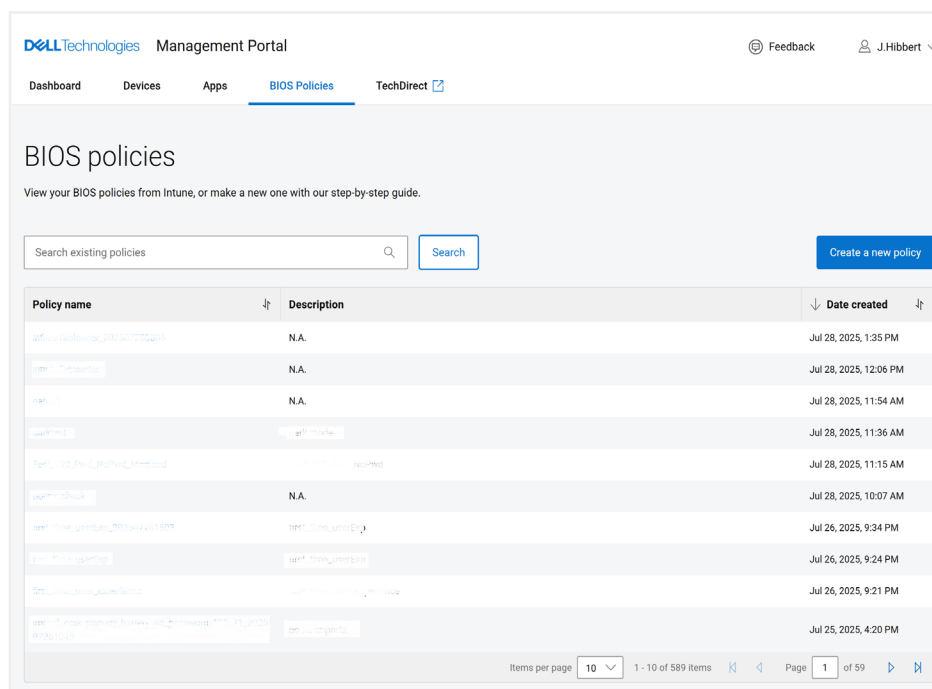 DELLTechnologies Management Portal Feedback J.Hibbert
Dashboard Devices Apps BIOS Policies TechDirect
BIOS policies
View your BIOS policies from Intune, or make a new one with our step-by-step guide.
Search existing policies Search Create a new policy
Policy name Description Date created
N.A. Jul 28, 2025, 1:35 PM
N.A. Jul 28, 2025, 12:06 PM
N.A. Jul 28, 2025, 11:54 AM
Jul 28, 2025, 11:36 AM
Jul 28, 2025, 11:15 AM
N.A. Jul 28, 2025, 10:07 AM
Jul 26, 2025, 9:34 PM
Jul 26, 2025, 9:24 PM
Jul 26, 2025, 9:21 PM
Jul 25, 2025, 4:20 PM
Items per page 10 1 - 10 of 589 items Page 1 of 59